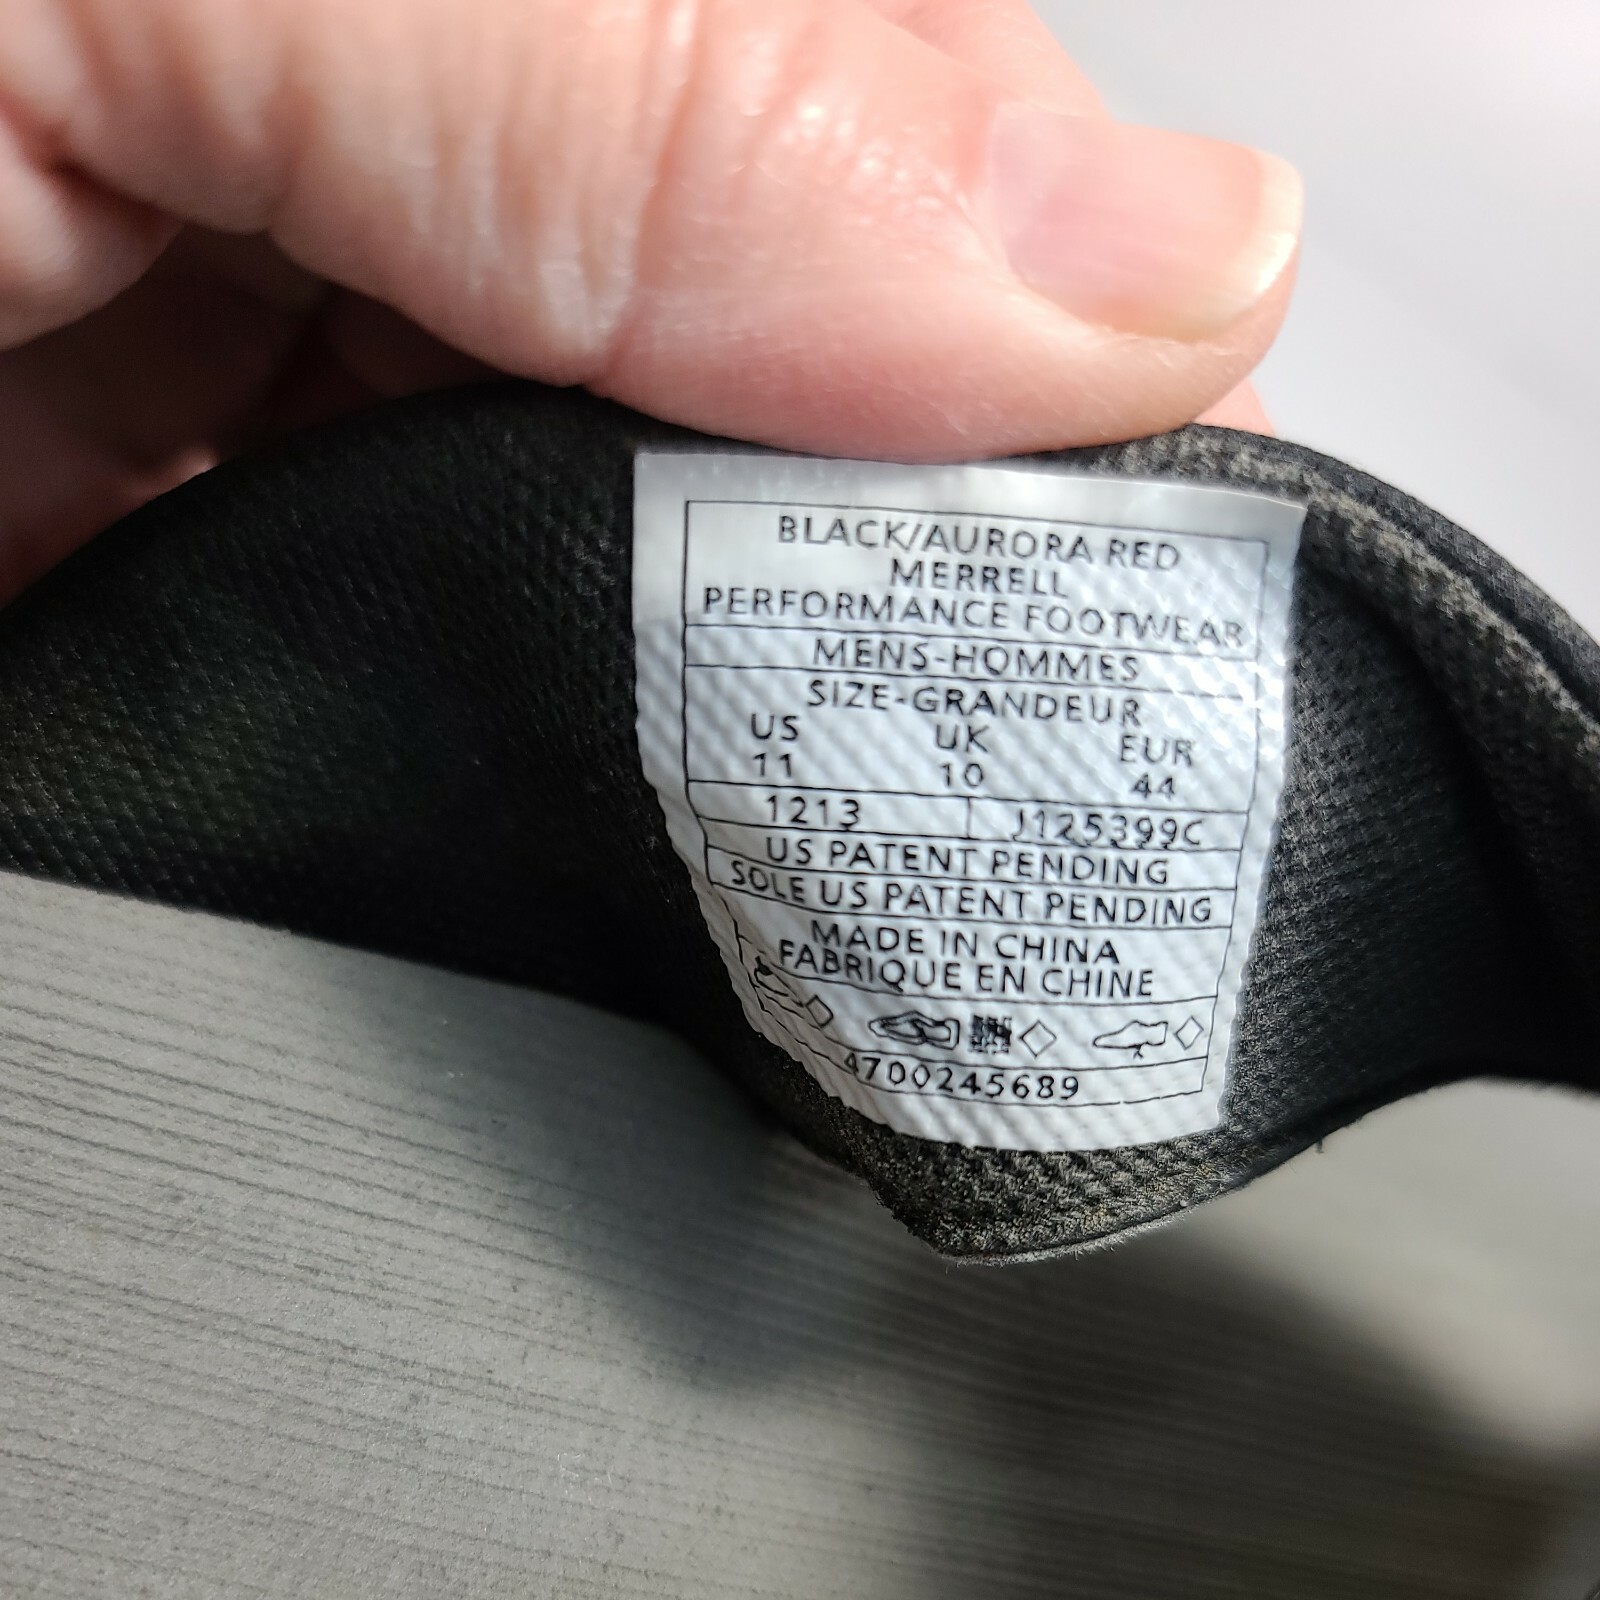 BLACK/AURORA RED
MERRELL
PERFORMANCE FOOTWEAR
MENS-HOMMES
SIZE-GRANDEUR
US UK EUR
11 10 44
1213 J125399C
US PATENT PENDING
SOLE US PATENT PENDING
MADE IN CHINA
FABRIQUE EN CHINE
4700245689